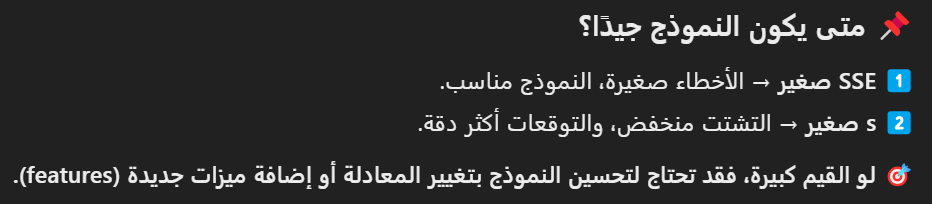 📌 متى يكون النموذج جيدًا؟
1️⃣ SSE صغير → الأخطاء صغيرة، النموذج مناسب.
2️⃣ s صغير → التشتت منخفض، والتوقعات أكثر دقة.
🎯 لو القيم كبيرة، فقد تحتاج لتحسين النموذج بتغيير المعادلة أو إضافة ميزات جديدة (features).